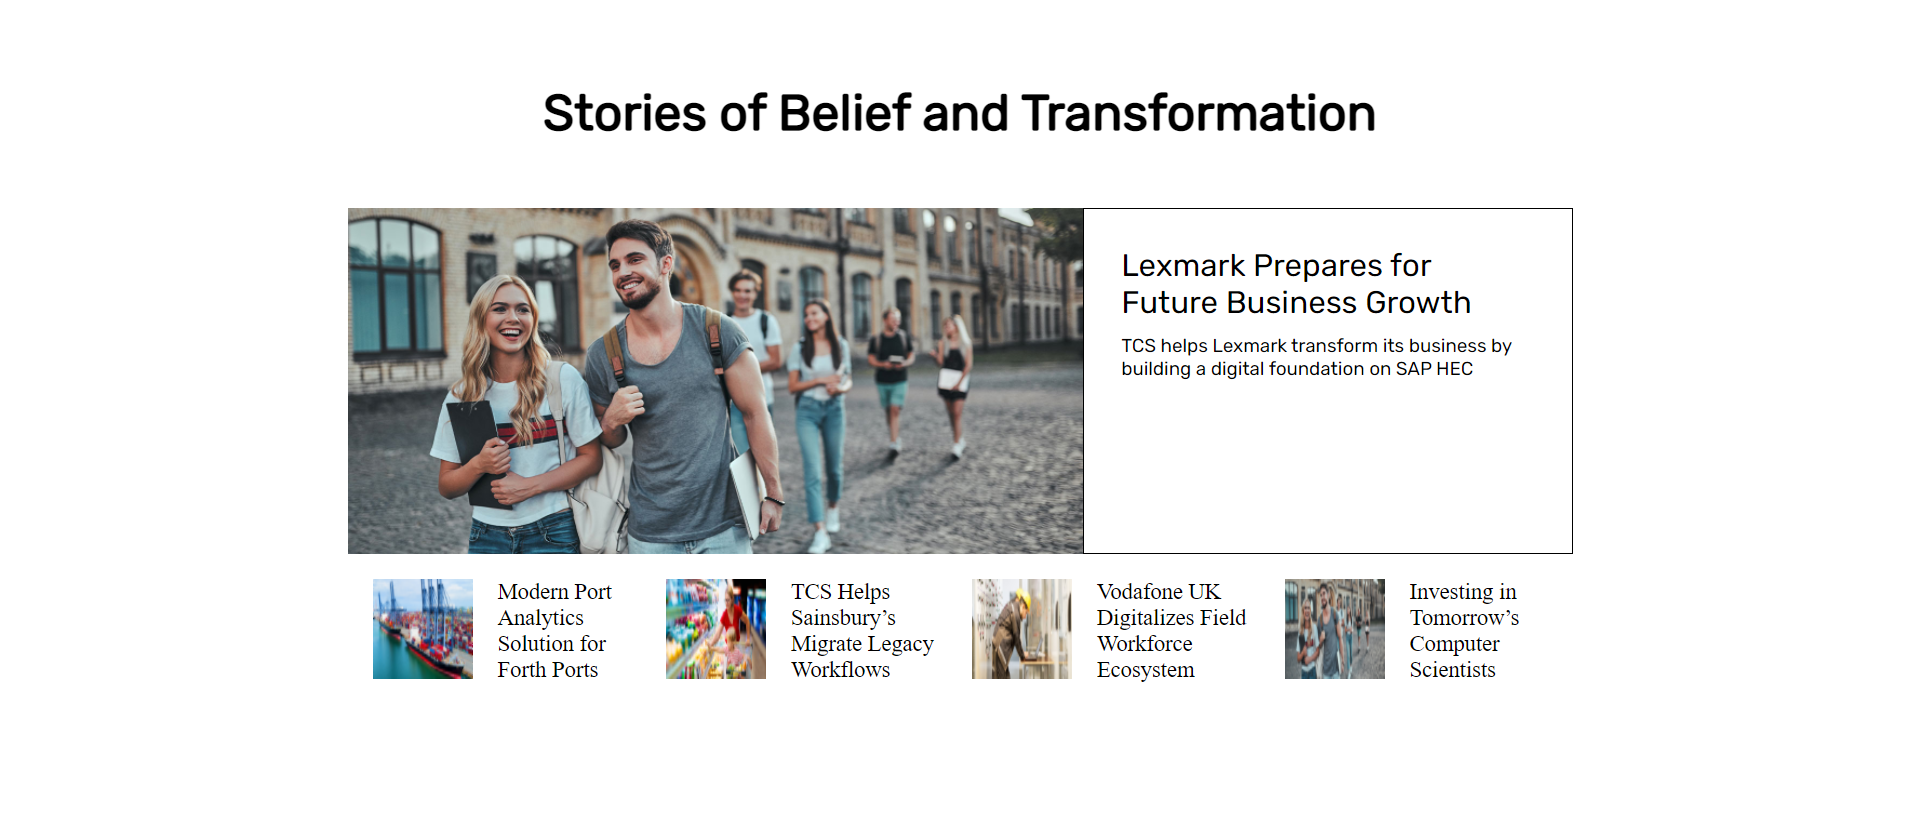 Stories of Belief and Transformation
Lexmark Prepares for
Future Business Growth
TCS helps Lexmark transform its business by
building a digital foundation on SAP HEC
Modern Port
Analytics
Solution for
Forth Ports
TCS Helps
Sainsbury’s
Migrate Legacy
Workflows
Vodafone UK
Digitalizes Field
Workforce
Ecosystem
Investing in
Tomorrow’s
Computer
Scientists